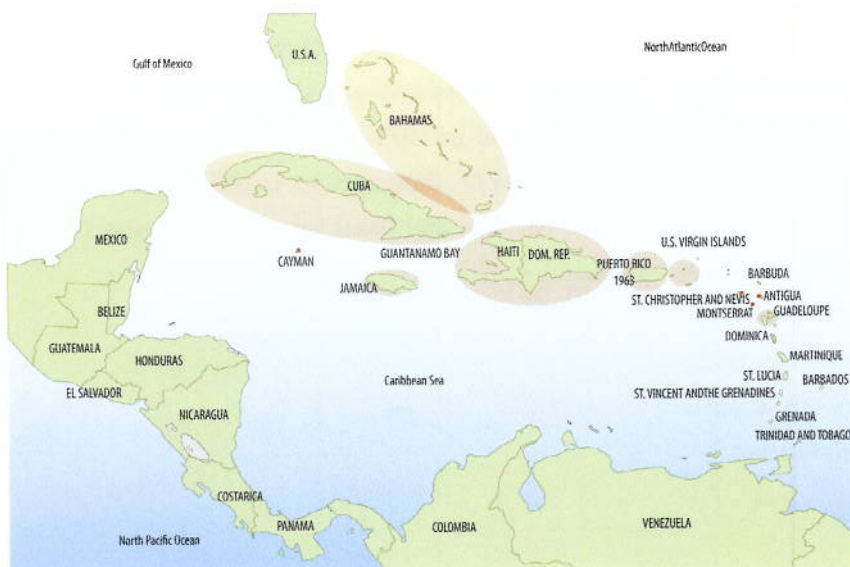 U.S.A.
Gulf of Mexico
NorthAtlanticOcean
BAHAMAS
CUBA
MEXICO
U.S. VIRGIN ISLANDS
GUANTANAMO BAY
HAITI
DOM. REP.
CAYMAN
PUERTO RICO
1963
BARBUDA
JAMAICA
ST. CHRISTOPHER AND NEVIS
ANTIGUA
BELIZE
MONTSERRAT
GUADELOUPE
DOMINICA
GUATEMALA
HONDURAS
MARTINIQUE
ST. LUCIA
BARBADOS
Caribbean Sea
EL SALVADOR
ST. VINCENT ANDTHE GRENADINES
NICARAGUA
GRENADA
TRINIDAD AND TOBAGO
COSTARICA
PANAMA
COLOMBIA
VENEZUELA
North Pacific Ocean